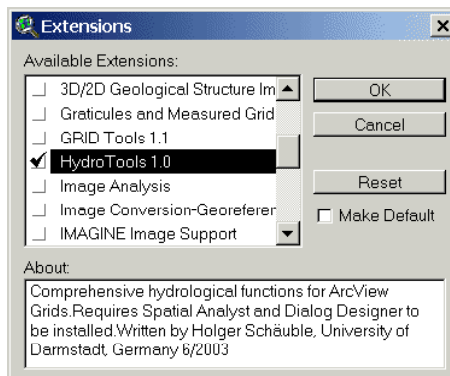 Extensions
Available Extensions:
3D/2D Geological Structure Im
Graticules and Measured Grid
GRID Tools 1.1
HydroTools 1.0
Image Analysis
Image Conversion-Georeferer
IMAGINE Image Support
OK
Cancel
Reset
Make Default
About:
Comprehensive hydrological functions for ArcView
Grids.Requires Spatial Analyst and Dialog Designer to
be installed.Written by Holger Schäuble, University of
Darmstadt, Germany 6/2003